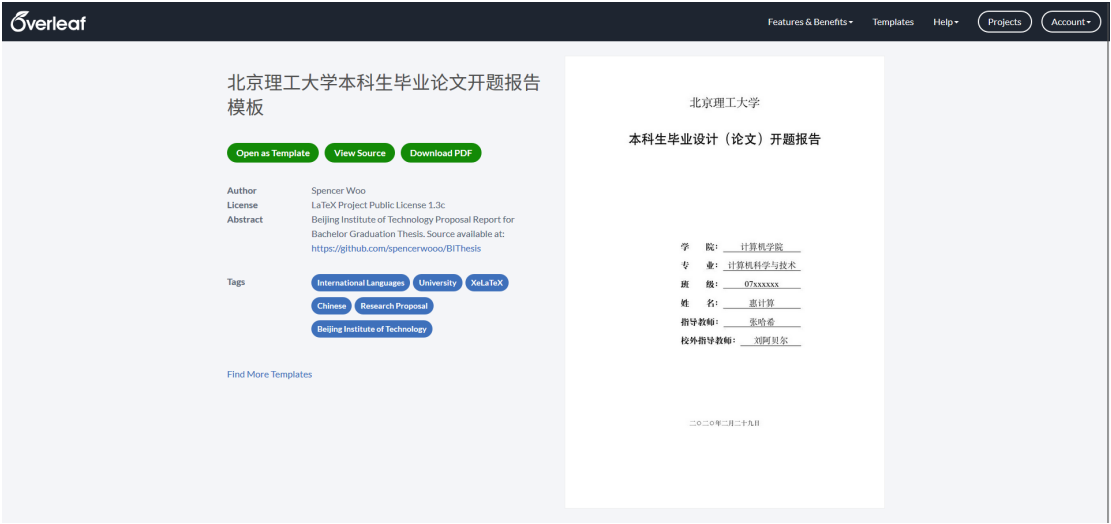 Overleaf
Features & Benefits
Templates
Help
Projects
Account
北京理工大学本科生毕业论文开题报告
模板
Open as Template
View Source
Download PDF
Author Spencer Woo
License LaTeX Project Public License 1.3c
Abstract Beijing Institute of Technology Proposal Report for
Bachelor Graduation Thesis. Source available at:
https://github.com/spencerwooo/BIThesis
Tags International Languages University XeLaTeX
Chinese Research Proposal
Beijing Institute of Technology
Find More Templates
北京理工大学
本科生毕业设计（论文）开题报告
学 院： 计算机学院
专 业： 计算机科学与技术
班 级： 07xxxxxx
姓 名： 惠计算
指导教师： 张哈希
校外指导教师： 刘阿贝尔
二〇二〇年二月二十九日